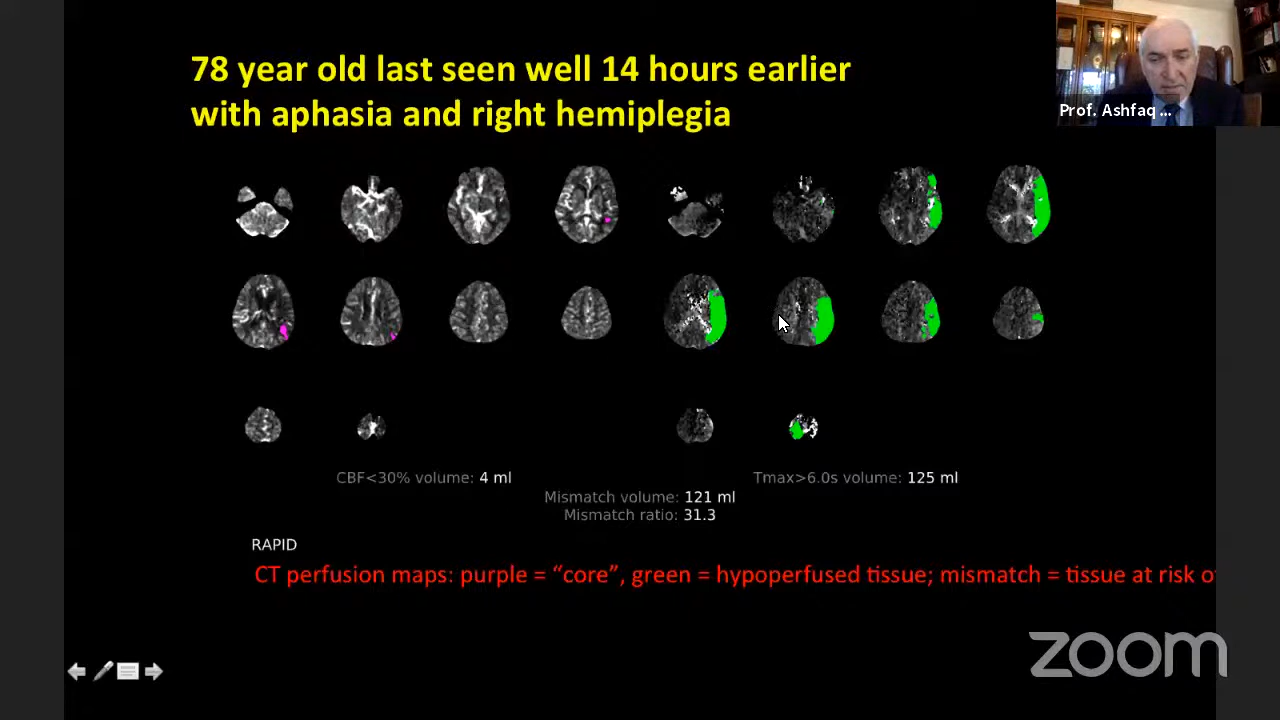 78 year old last seen well 14 hours earlier
with aphasia and right hemiplegia
Prof. Ashfaq ...
CBF<30% volume: 4 ml
Tmax>6.0s volume: 125 ml
Mismatch volume: 121 ml
Mismatch ratio: 31.3
RAPID
CT perfusion maps: purple = “core”, green = hypoperfused tissue; mismatch = tissue at risk
zoom